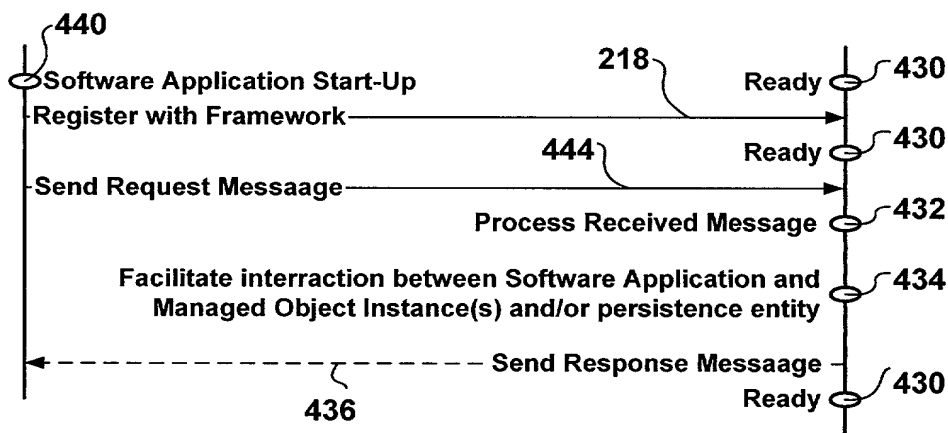 440
Software Application Start-Up
218
Ready
430
Register with Framework
Ready
430
444
Send Request Messaage
432
Process Received Message
Facilitate interraction between Software Application and
Managed Object Instance(s) and/or persistence entity
434
Send Response Messaage
436
Ready
430